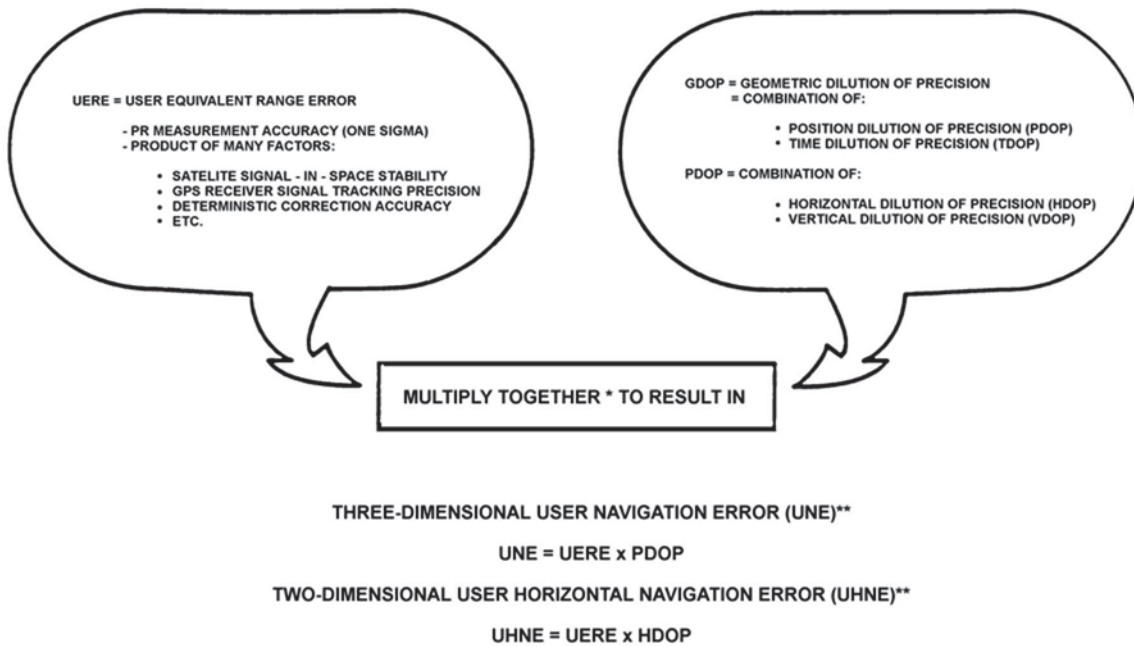 UERE = USER EQUIVALENT RANGE ERROR
- PR MEASUREMENT ACCURACY (ONE SIGMA)
- PRODUCT OF MANY FACTORS:
• SATELITE SIGNAL - IN - SPACE STABILITY
• GPS RECEIVER SIGNAL TRACKING PRECISION
• DETERMINISTIC CORRECTION ACCURACY
• ETC.
GDOP = GEOMETRIC DILUTION OF PRECISION
= COMBINATION OF:
• POSITION DILUTION OF PRECISION (PDOP)
• TIME DILUTION OF PRECISION (TDOP)
PDOP = COMBINATION OF:
• HORIZONTAL DILUTION OF PRECISION (HDOP)
• VERTICAL DILUTION OF PRECISION (VDOP)
MULTIPLY TOGETHER * TO RESULT IN
THREE-DIMENSIONAL USER NAVIGATION ERROR (UNE)**
UNE = UERE x PDOP
TWO-DIMENSIONAL USER HORIZONTAL NAVIGATION ERROR (UHNE)**
UHNE = UERE x HDOP